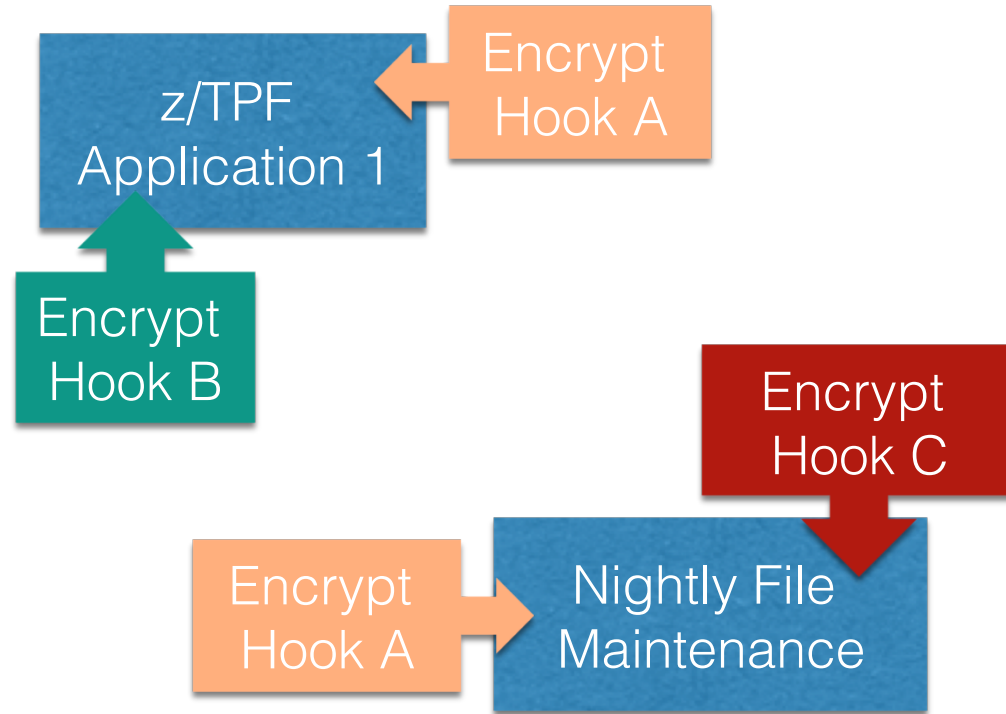 z/TPF
Application 1
Encrypt
Hook A
Encrypt
Hook B
Encrypt
Hook C
Encrypt
Hook A
Nightly File
Maintenance